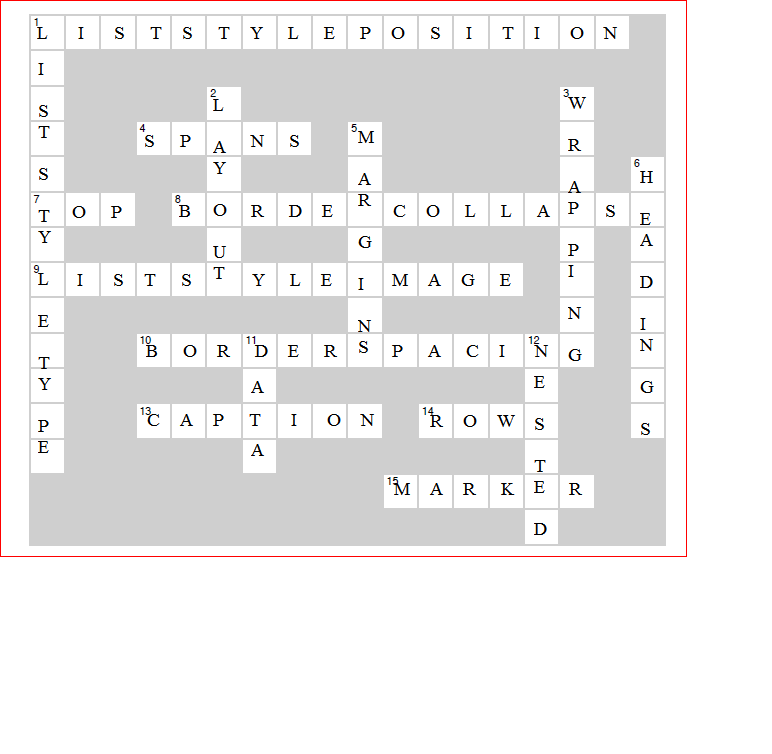 1 L I S T S T Y L E P O S I T I O N
I
S 2 L 3 W
T 4 S P A N S 5 M R
S Y A A 6 H
7 T O P 8 B O R D E R C O L L A P S E
Y U G P A
9 L I S T S T Y L E I M A G E I D
E N N I
T 10 B O R 11 D E R S P A C I 12 N G N
Y A E G
P 13 C A P T I O N 14 R O W S S
E A T
15 M A R K E R
D